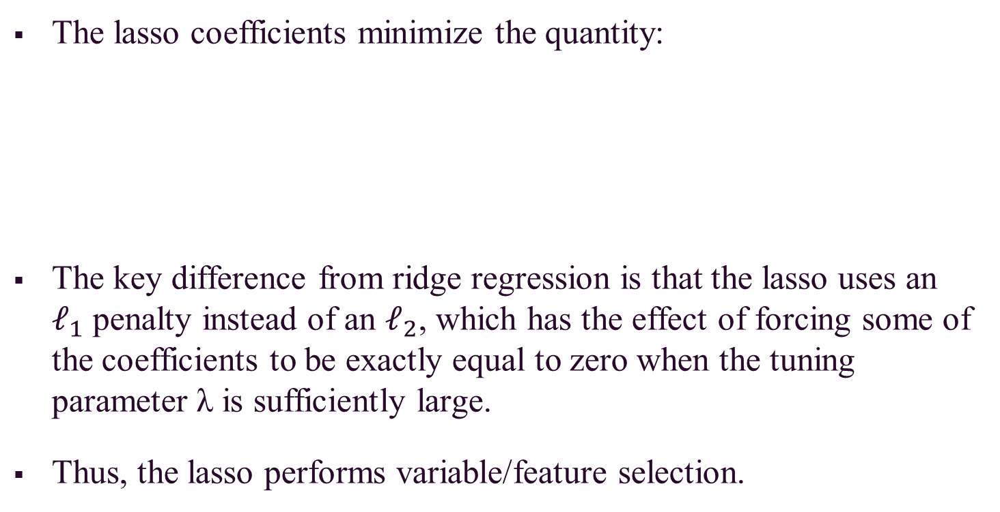 ▪ The lasso coefficients minimize the quantity:
▪ The key difference from ridge regression is that the lasso uses an
ℓ₁ penalty instead of an ℓ₂, which has the effect of forcing some of
the coefficients to be exactly equal to zero when the tuning
parameter λ is sufficiently large.
▪ Thus, the lasso performs variable/feature selection.